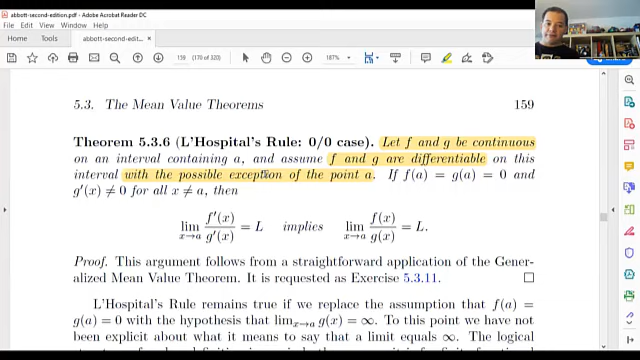 abbott-second-edition.pdf - Adobe Acrobat Reader DC
File Edit View Window Help
Home Tools abbott-second-edit... ×
159 (170 of 320) 187%
5.3. The Mean Value Theorems 159
Theorem 5.3.6 (L'Hospital's Rule: 0/0 case). Let f and g be continuous
on an interval containing a, and assume f and g are differentiable on this
interval with the possible exception of the point a. If f(a) = g(a) = 0 and
g′(x) ≠ 0 for all x ≠ a, then
lim x→a f′(x)/g′(x) = L implies lim x→a f(x)/g(x) = L.
Proof. This argument follows from a straightforward application of the Gener-
alized Mean Value Theorem. It is requested as Exercise 5.3.11. □
L'Hospital's Rule remains true if we replace the assumption that f(a) =
g(a) = 0 with the hypothesis that lim x→a g(x) = ∞. To this point we have not
been explicit about what it means to say that a limit equals ∞. The logical